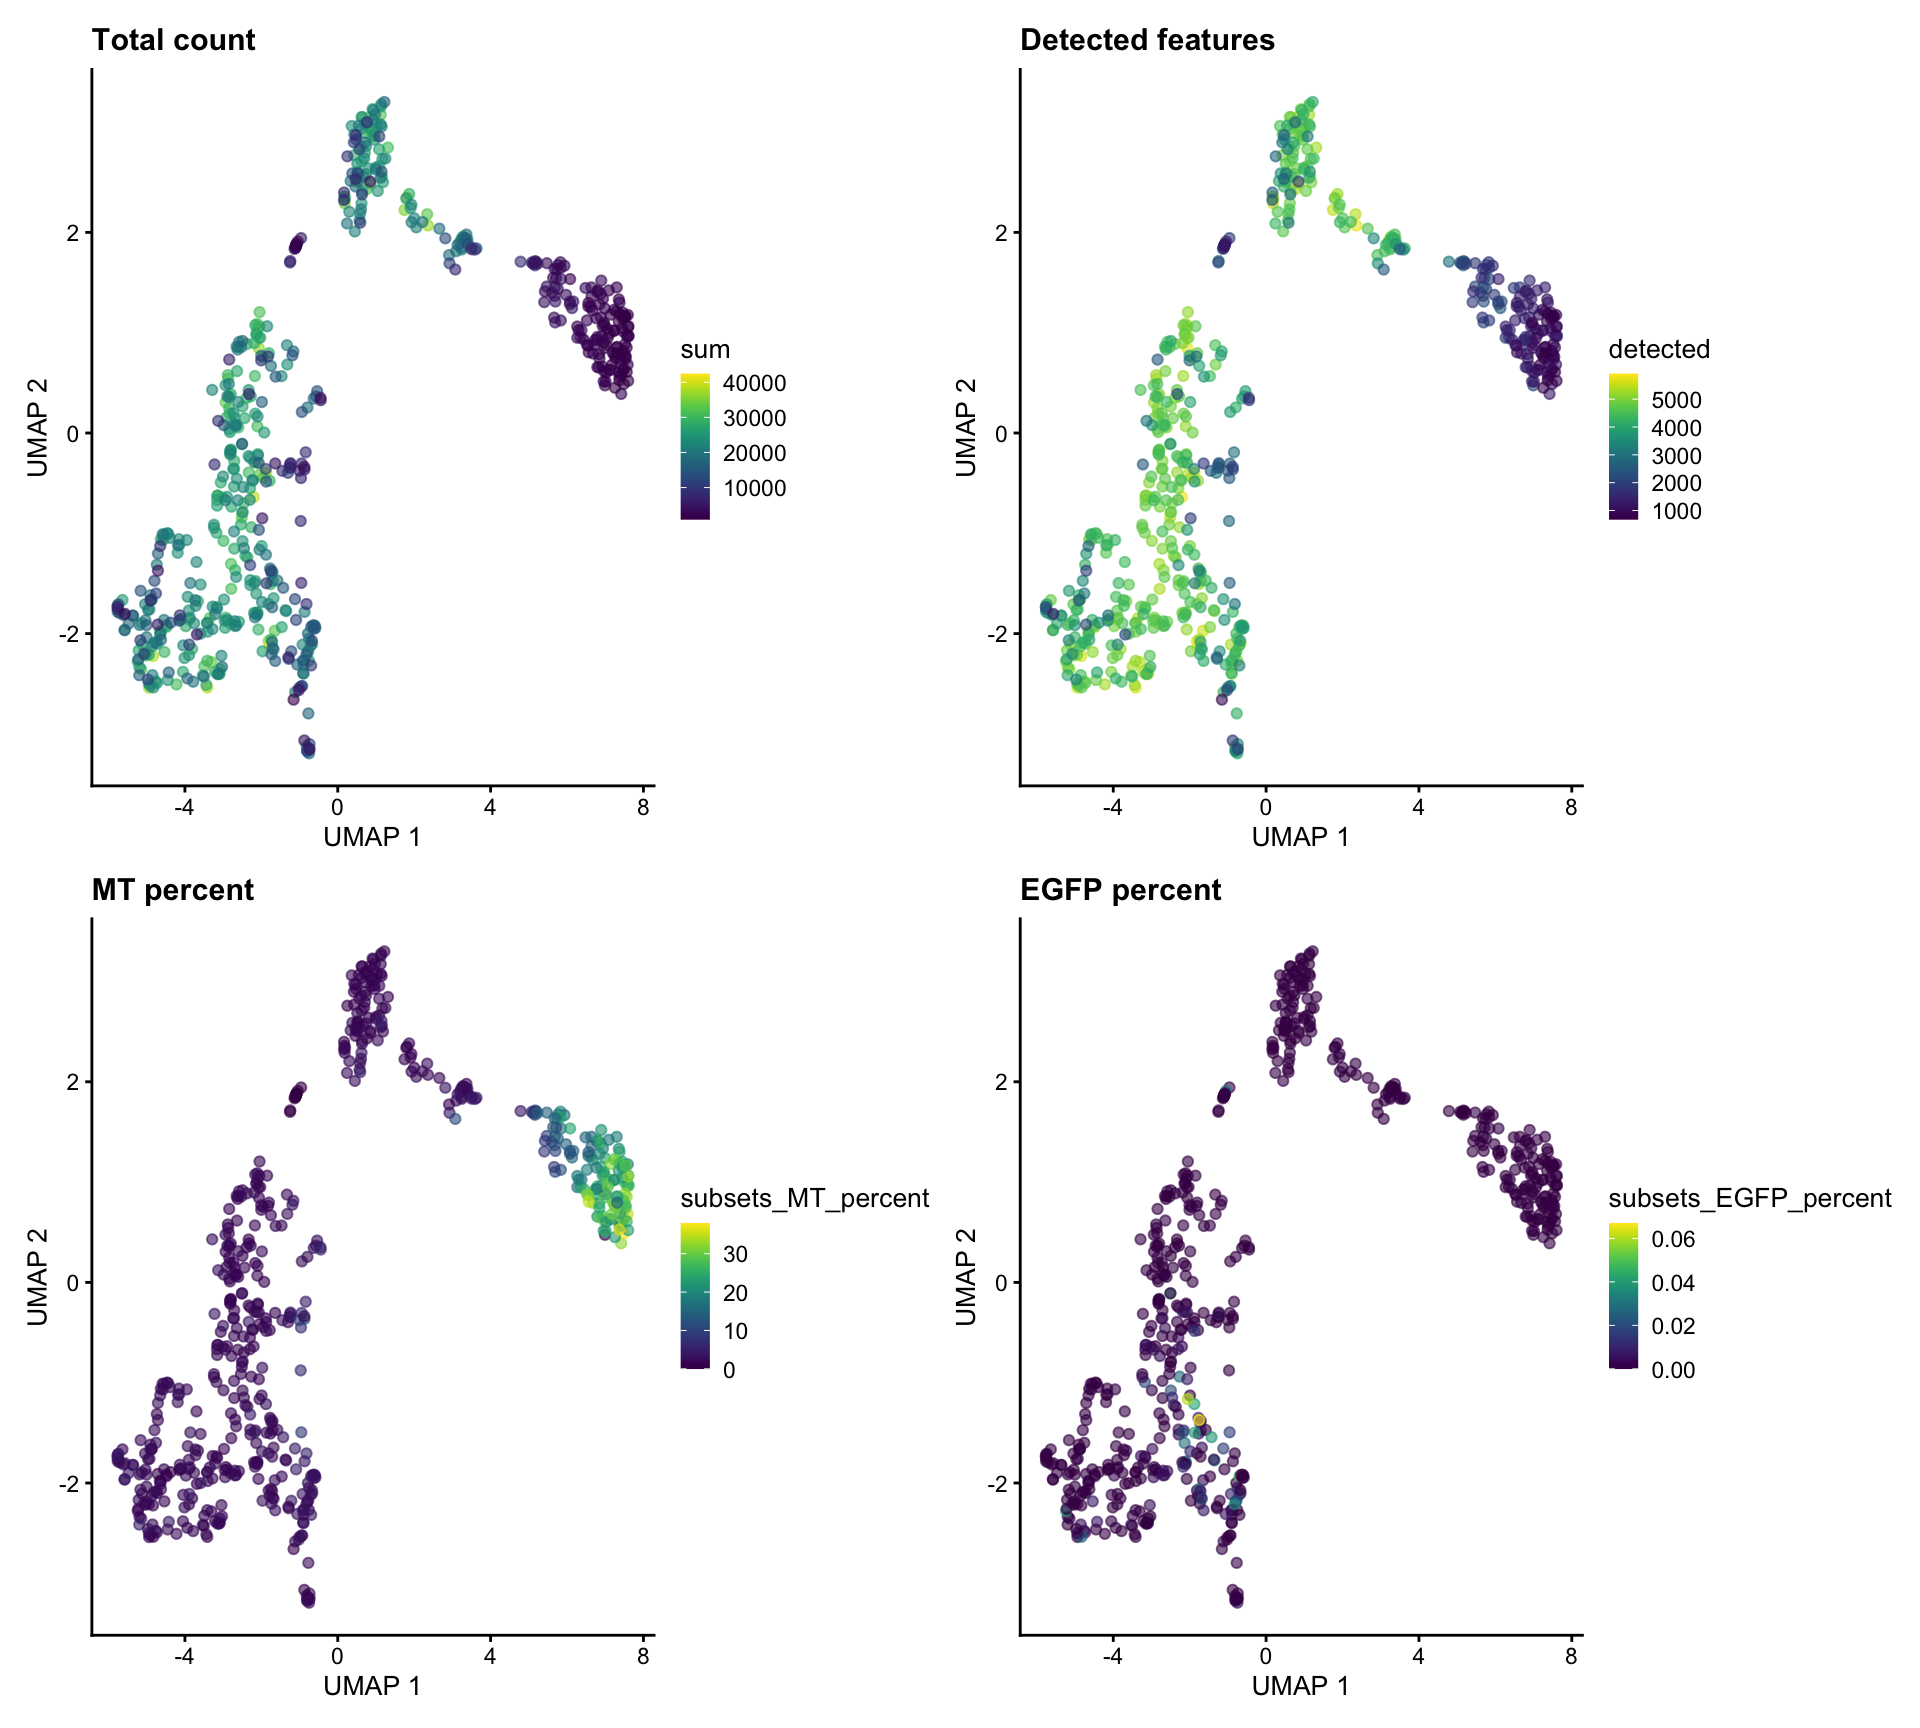 Total count
Detected features
UMAP 2
2
0
-2
-4
0
4
8
UMAP 1
sum
40000
30000
20000
10000
UMAP 2
2
0
-2
-4
0
4
8
UMAP 1
detected
5000
4000
3000
2000
1000
MT percent
EGFP percent
UMAP 2
2
0
-2
-4
0
4
8
UMAP 1
subsets_MT_percent
30
20
10
0
UMAP 2
2
0
-2
-4
0
4
8
UMAP 1
subsets_EGFP_percent
0.06
0.04
0.02
0.00